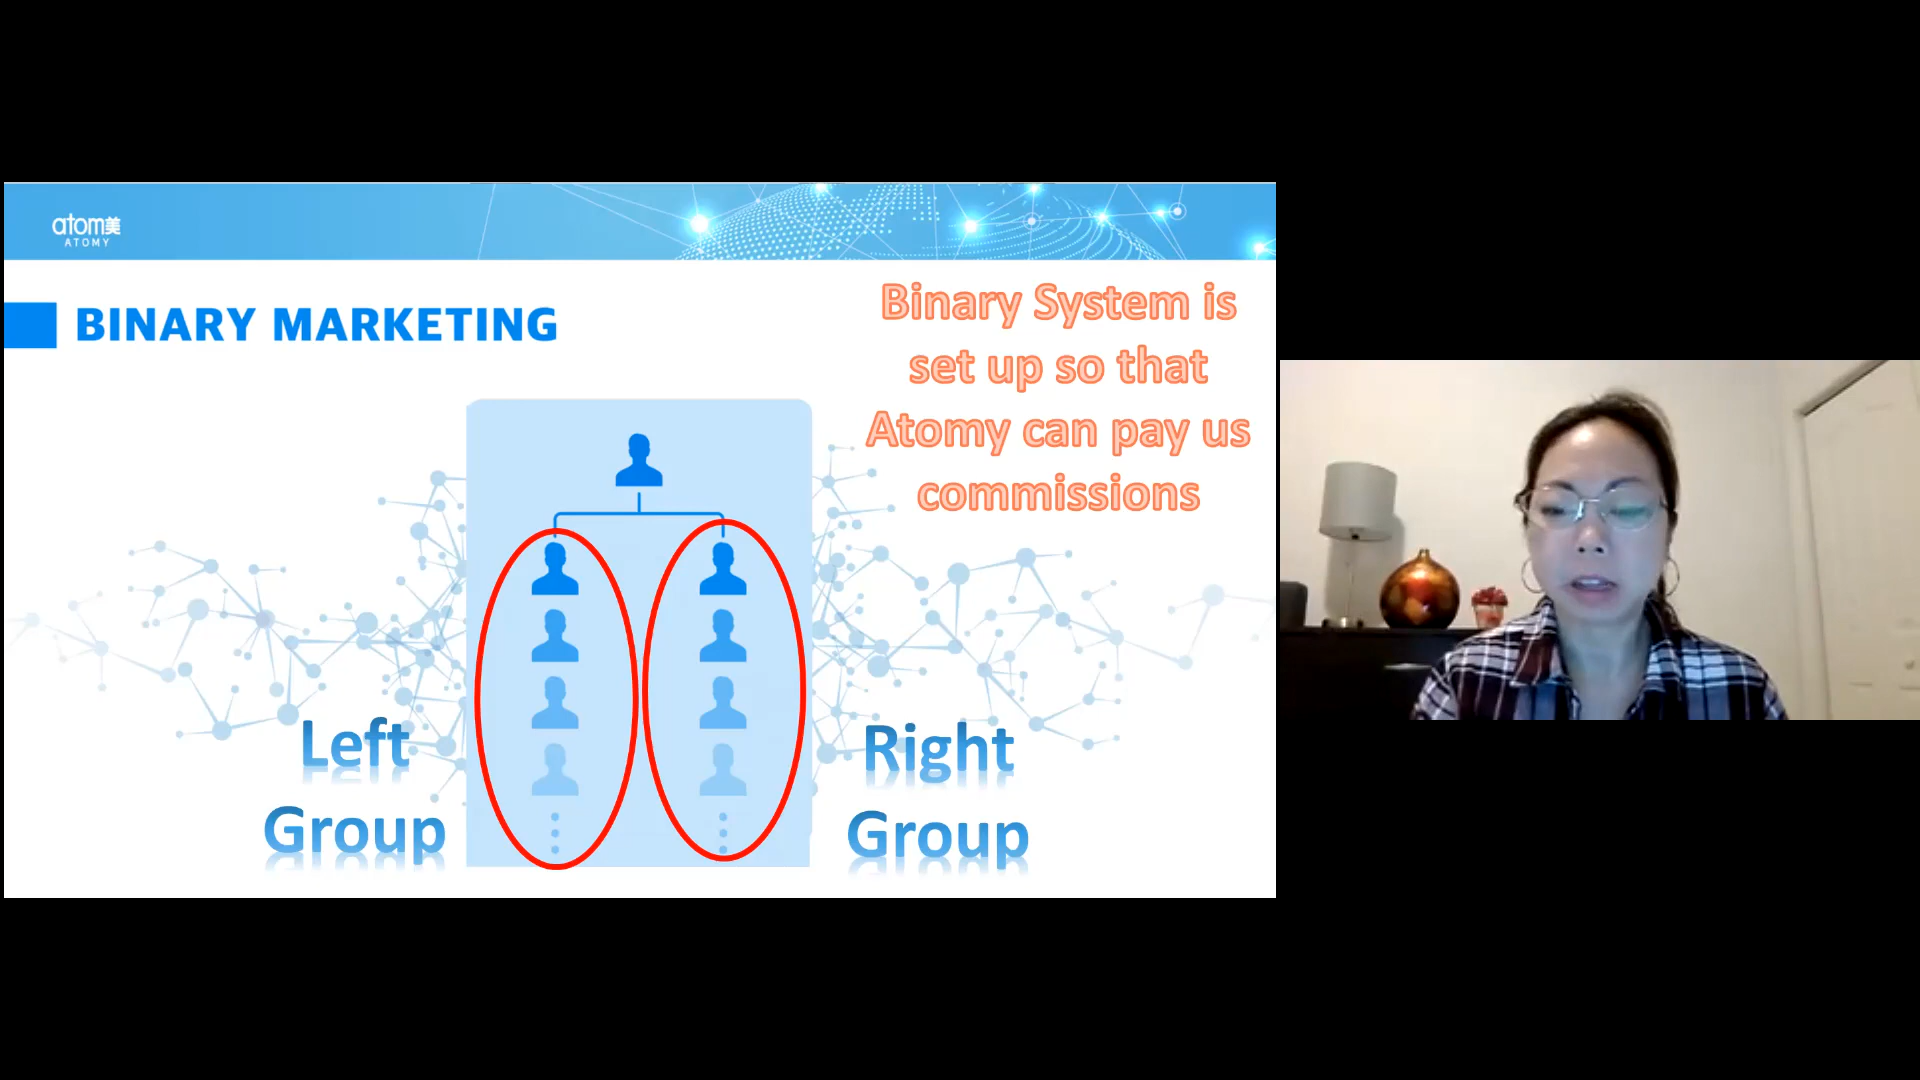 atom美
ATOMY
BINARY MARKETING
Binary System is
set up so that
Atomy can pay us
commissions
Left
Group
Right
Group